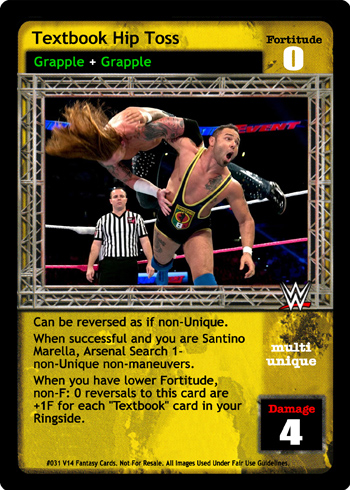 Textbook Hip Toss
Fortitude
0
Grapple + Grapple
EVENT
W
Can be reversed as if non-Unique.
When successful and you are Santino
Marella, Arsenal Search 1-
non-Unique non-maneuvers.
When you have lower Fortitude,
non-F: 0 reversals to this card are
+1F for each "Textbook" card in your
Ringside.
multi
unique
Damage
4
#031 V14 Fantasy Cards. Not For Resale. All Images Used Under Fair Use Guidelines.